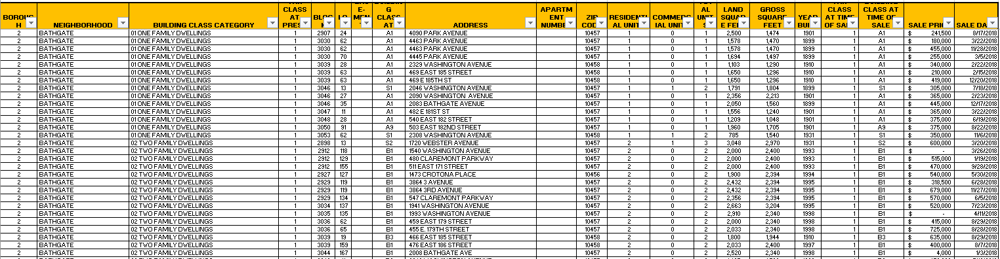 BOROUGH NEIGHBORHOOD BUILDING CLASS CATEGORY CLASS AT PRES BLOC LO E-MEN G CLASS AT ADDRESS APARTM ENT NUMBE ZIP COD RESIDENTI AL UNIT COMMERC IAL UNIT AL UNIT S LAND SQUAR E FEE GROSS SQUARE FEET YEA BUI CLASS AT TIME OF SA CLASS AT TIME OF SALE SALE PRIC SALE DA
2 BATHGATE 01 ONE FAMILY DWELLINGS 1 2907 24 A1 4090 PARK AVENUE 10457 1 0 1 2,500 1,474 1901 1 A1 $ 241,500 8/17/2018
2 BATHGATE 01 ONE FAMILY DWELLINGS 1 3030 62 A1 4463 PARK AVENUE 10457 1 0 1 1,578 1,470 1899 1 A1 $ 180,000 3/22/2018
2 BATHGATE 01 ONE FAMILY DWELLINGS 1 3030 62 A1 4463 PARK AVENUE 10457 1 0 1 1,578 1,470 1899 1 A1 $ 455,000 11/28/2018
2 BATHGATE 01 ONE FAMILY DWELLINGS 1 3030 70 A1 4445 PARK AVENUE 10457 1 0 1 1,694 1,497 1899 1 A1 $ 255,000 3/5/2018
2 BATHGATE 01 ONE FAMILY DWELLINGS 1 3039 28 A1 2329 WASHINGTON AVENUE 10458 1 0 1 1,103 1,290 1910 1 A1 $ 340,000 2/22/2018
2 BATHGATE 01 ONE FAMILY DWELLINGS 1 3039 63 A1 469 EAST 185 STREET 10458 1 0 1 1,650 1,296 1910 1 A1 $ 210,000 2/15/2018
2 BATHGATE 01 ONE FAMILY DWELLINGS 1 3039 63 A1 469 E 185TH ST 10458 1 0 1 1,650 1,296 1910 1 A1 $ 419,000 12/20/2018
2 BATHGATE 01 ONE FAMILY DWELLINGS 1 3046 13 S1 2046 WASHINGTON AVENUE 10457 1 1 2 1,791 1,804 1899 1 S1 $ 305,000 7/18/2018
2 BATHGATE 01 ONE FAMILY DWELLINGS 1 3046 27 A1 2090 WASHINGTON AVENUE 10457 1 0 1 2,356 2,213 1901 1 A1 $ 365,000 2/23/2018
2 BATHGATE 01 ONE FAMILY DWELLINGS 1 3046 35 A1 2083 BATHGATE AVENUE 10457 1 0 1 2,050 1,560 1899 1 A1 $ 445,000 12/17/2018
2 BATHGATE 01 ONE FAMILY DWELLINGS 1 3047 11 A1 482 E 181ST ST 10457 1 0 1 1,556 1,240 1901 1 A1 $ 365,000 3/22/2018
2 BATHGATE 01 ONE FAMILY DWELLINGS 1 3048 28 A1 540 EAST 182 STREET 10457 1 0 1 1,209 1,048 1901 1 A1 $ 375,000 6/19/2018
2 BATHGATE 01 ONE FAMILY DWELLINGS 1 3050 91 A9 503 EAST 182ND STREET 10457 1 0 1 1,960 1,705 1901 1 A9 $ 375,000 8/22/2018
2 BATHGATE 01 ONE FAMILY DWELLINGS 1 3053 62 S1 2308 WASHINGTON AVENUE 10458 1 1 2 785 1,540 1931 1 S1 $ 350,000 11/6/2018
2 BATHGATE 02 TWO FAMILY DWELLINGS 1 2898 13 S2 1720 WEBSTER AVENUE 10457 2 1 3 3,048 2,970 1931 1 S2 $ 600,000 3/20/2018
2 BATHGATE 02 TWO FAMILY DWELLINGS 1 2912 118 B1 1540 WASHINGTON AVENUE 10457 2 0 2 2,000 2,400 1993 1 B1 $ - 3/26/2018
2 BATHGATE 02 TWO FAMILY DWELLINGS 1 2912 129 B1 480 CLAREMONT PARKWAY 10457 2 0 2 2,000 2,400 1993 1 B1 $ 515,000 1/19/2018
2 BATHGATE 02 TWO FAMILY DWELLINGS 1 2912 155 B1 511 EAST 171 STREET 10457 2 0 2 2,000 2,400 1993 1 B1 $ 470,000 9/28/2018
2 BATHGATE 02 TWO FAMILY DWELLINGS 1 2927 127 B1 1473 CROTONA PLACE 10456 2 0 2 1,900 2,394 1994 1 B1 $ 540,000 5/30/2018
2 BATHGATE 02 TWO FAMILY DWELLINGS 1 2929 119 B1 3864 3 AVENUE 10457 2 0 2 2,432 2,394 1995 1 B1 $ 318,500 6/28/2018
2 BATHGATE 02 TWO FAMILY DWELLINGS 1 2929 119 B1 3864 3RD AVENUE 10457 2 0 2 2,432 2,394 1995 1 B1 $ 679,000 11/27/2018
2 BATHGATE 02 TWO FAMILY DWELLINGS 1 2929 134 B1 547 CLAREMONT PARKWAY 10457 2 0 2 2,356 2,394 1995 1 B1 $ 570,000 6/5/2018
2 BATHGATE 02 TWO FAMILY DWELLINGS 1 3034 137 B1 1941 WASHINGTON AVENUE 10457 2 0 2 2,663 3,204 1995 1 B1 $ 520,000 7/23/2018
2 BATHGATE 02 TWO FAMILY DWELLINGS 1 3035 135 B1 1993 WASHINGTON AVENUE 10457 2 0 2 2,910 2,340 1998 1 B1 $ - 4/11/2018
2 BATHGATE 02 TWO FAMILY DWELLINGS 1 3036 62 B1 459 EAST 179 STREET 10457 2 0 2 2,000 2,340 1998 1 B1 $ 415,000 8/29/2018
2 BATHGATE 02 TWO FAMILY DWELLINGS 1 3036 65 B1 455 E. 179TH STREET 10457 2 0 2 2,033 2,340 1998 1 B1 $ 725,000 8/28/2018
2 BATHGATE 02 TWO FAMILY DWELLINGS 1 3039 19 B3 466 EAST 185 STREET 10458 2 0 2 1,800 1,944 1910 1 B3 $ 635,000 8/29/2018
2 BATHGATE 02 TWO FAMILY DWELLINGS 1 3039 159 B1 476 EAST 186 STREET 10458 2 0 2 2,033 2,400 1997 1 B1 $ 400,000 8/7/2018
2 BATHGATE 02 TWO FAMILY DWELLINGS 1 3044 167 B1 2008 BATHGATE AVE 10457 2 0 2 2,520 2,340 1998 1 B1 $ 4,000 1/3/2018